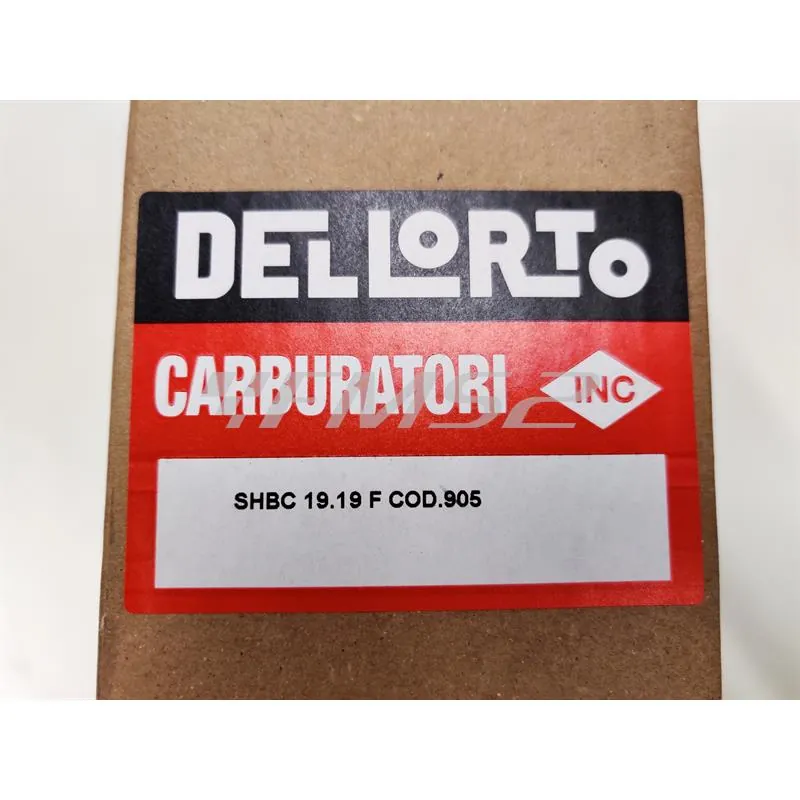 DELLORTO
CARBURATORI INC
SHBC 19.19 F COD.905